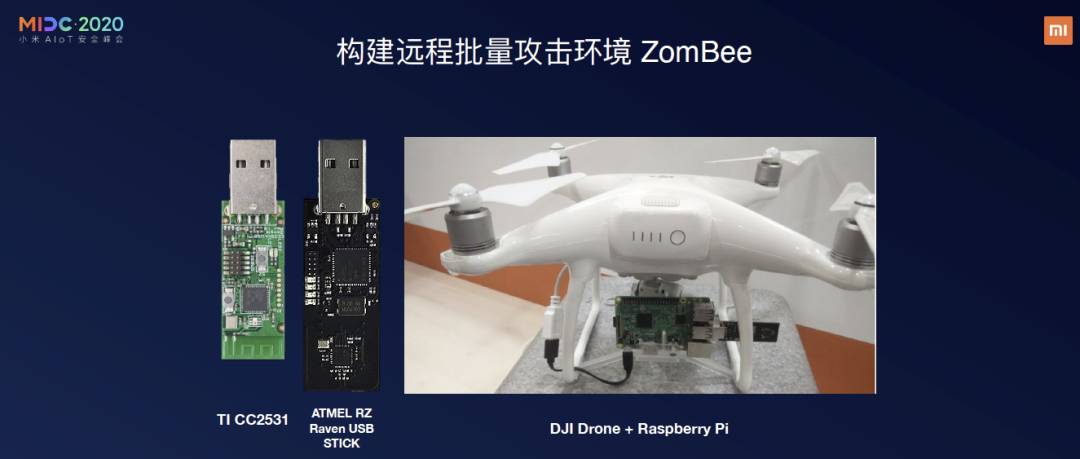 MIDC·2020
小米AIoT安全峰会
构建远程批量攻击环境 ZomBee
TI CC2531
ATMEL RZ
Raven USB
STICK
DJI Drone + Raspberry Pi